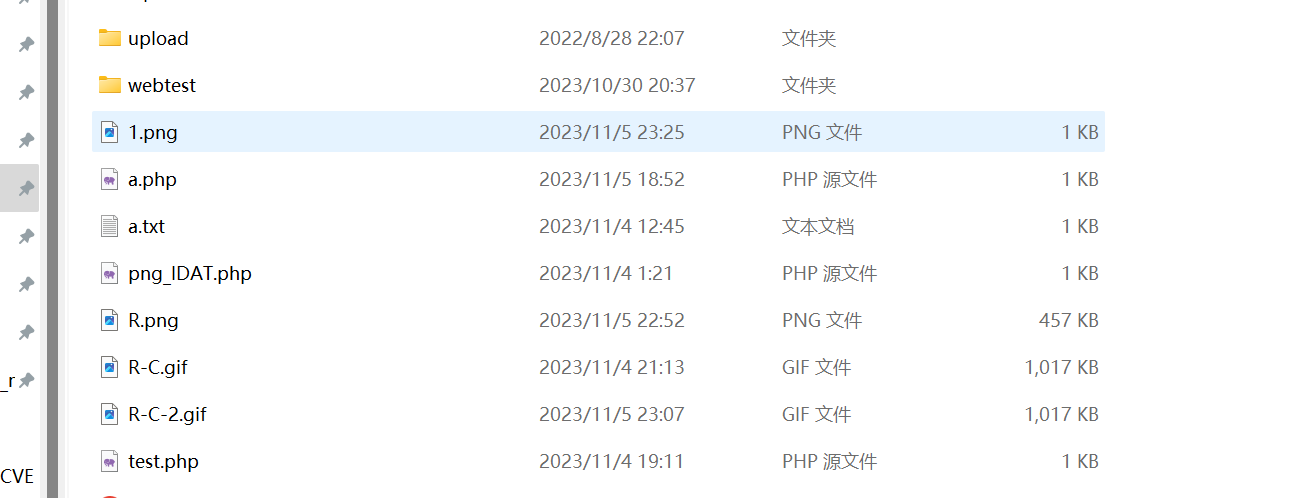 upload 2022/8/28 22:07 文件夹
webtest 2023/10/30 20:37 文件夹
1.png 2023/11/5 23:25 PNG 文件 1 KB
a.php 2023/11/5 18:52 PHP 源文件 1 KB
a.txt 2023/11/4 12:45 文本文档 1 KB
png_IDAT.php 2023/11/4 1:21 PHP 源文件 1 KB
R.png 2023/11/5 22:52 PNG 文件 457 KB
_r
R-C.gif 2023/11/4 21:13 GIF 文件 1,017 KB
R-C-2.gif 2023/11/5 23:07 GIF 文件 1,017 KB
CVE
test.php 2023/11/4 19:11 PHP 源文件 1 KB